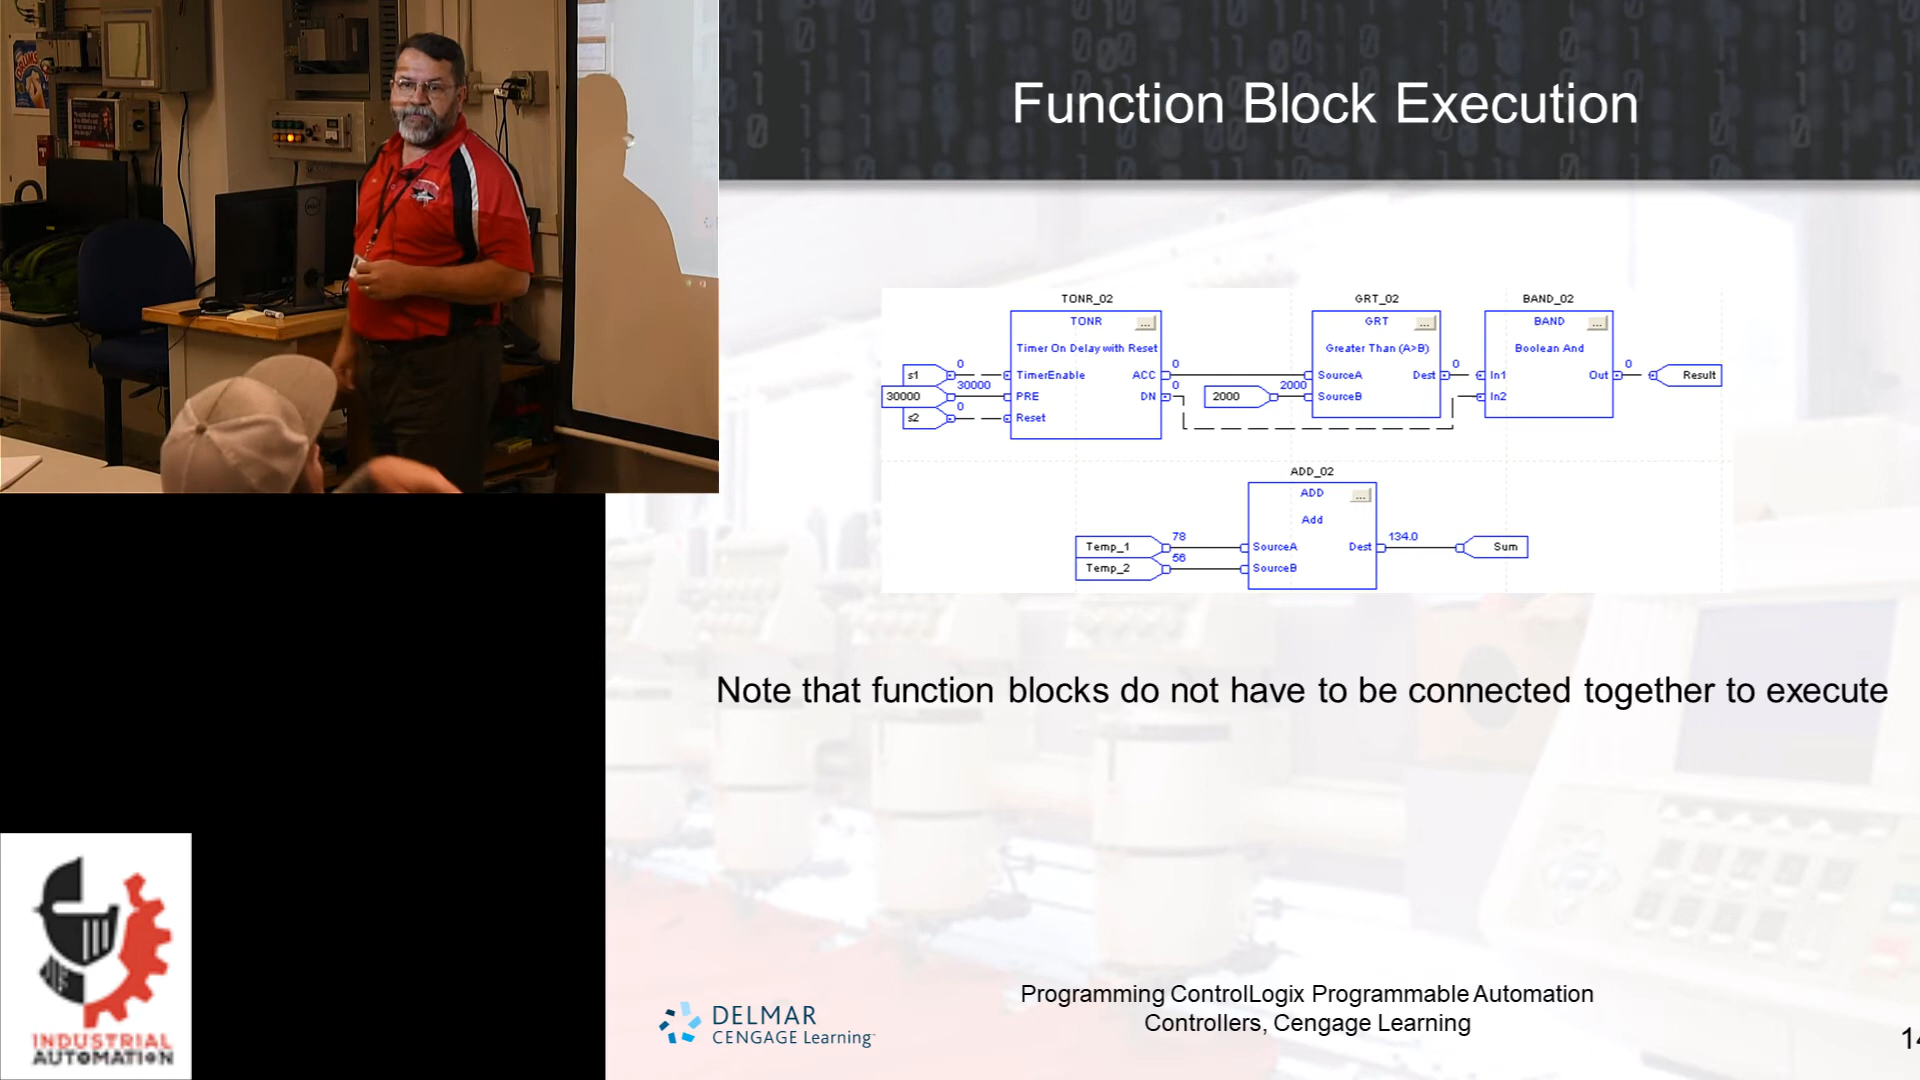 Function Block Execution
TONR_02
GRT_02
BAND_02
TONR
...
GRT
...
BAND
...
Timer On Delay with Reset
Greater Than (A>B)
Boolean And
s1
0
TimerEnable
ACC
0
SourceA
Dest
0
In1
Out
0
Result
30000
30000
PRE
DN
0
2000
2000
SourceB
In2
s2
0
Reset
ADD_02
ADD
...
Add
Temp_1
78
SourceA
Dest
134.0
Sum
Temp_2
56
SourceB
Note that function blocks do not have to be connected together to execute
Programming ControlLogix Programmable Automation
Controllers, Cengage Learning
DELMAR
CENGAGE Learning™
INDUSTRIAL
AUTOMATION
DELL